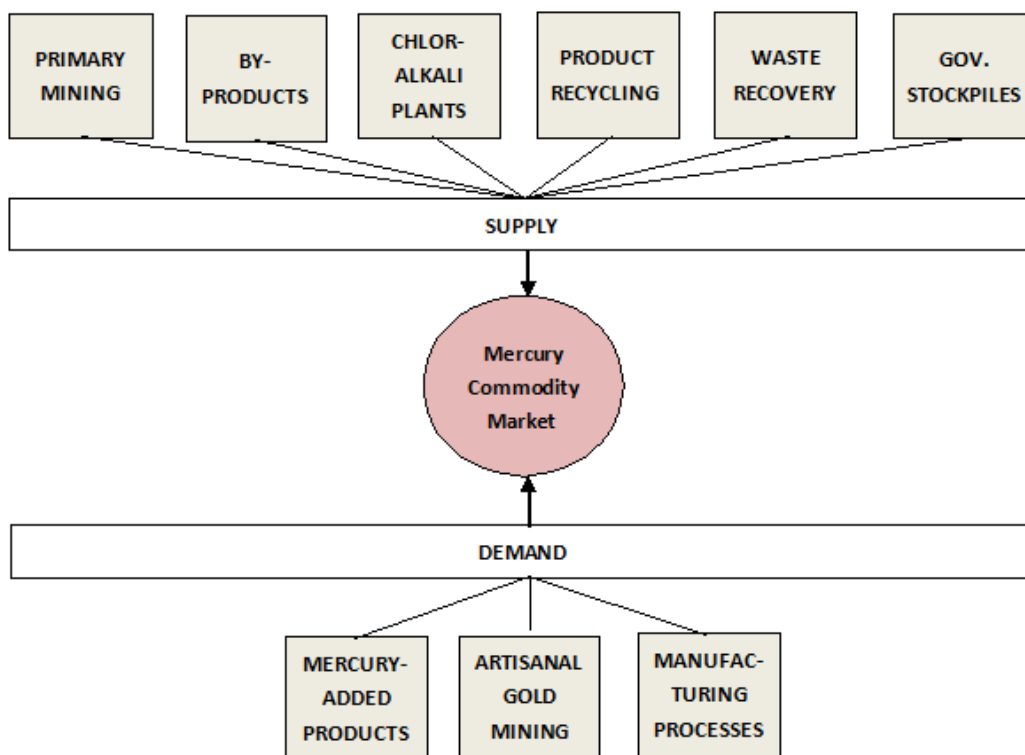 PRIMARY
MINING
BY-
PRODUCTS
CHLOR-
ALKALI
PLANTS
PRODUCT
RECYCLING
WASTE
RECOVERY
GOV.
STOCKPILES
SUPPLY
Mercury
Commodity
Market
DEMAND
MERCURY-
ADDED
PRODUCTS
ARTISANAL
GOLD
MINING
MANUFAC-
TURING
PROCESSES